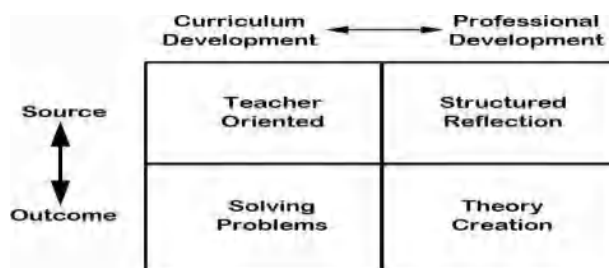 Curriculum
Development
Professional
Development
Source
Outcome
Teacher
Oriented
Structured
Reflection
Solving
Problems
Theory
Creation